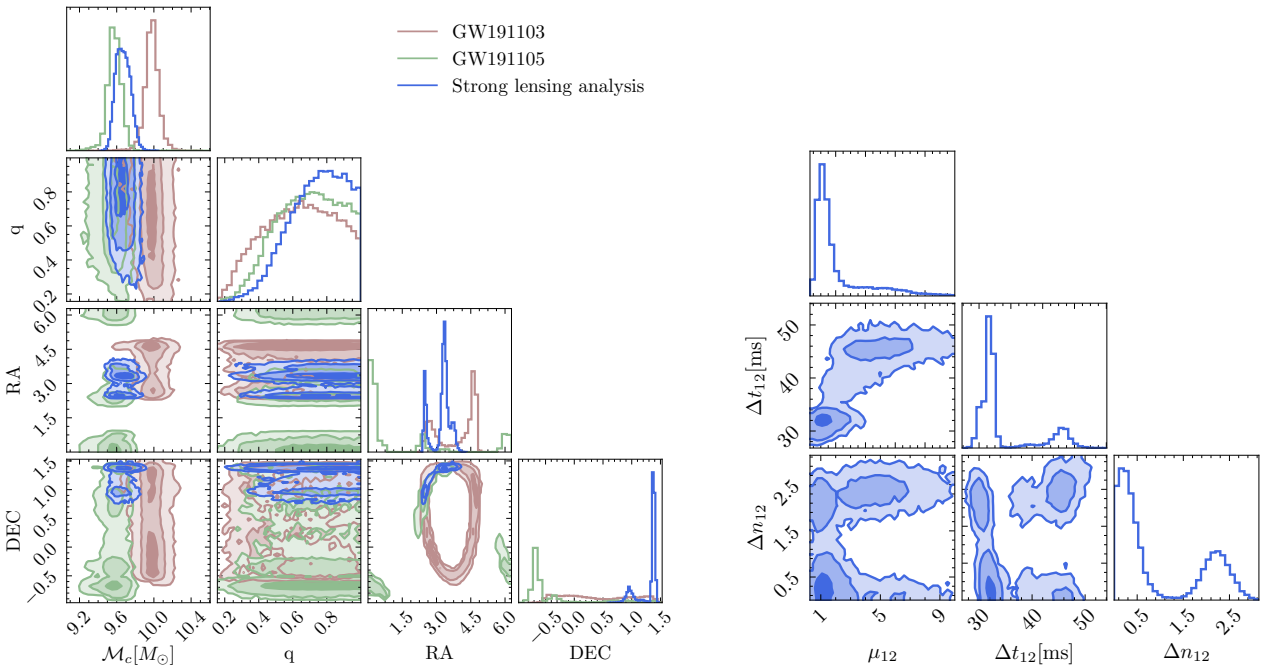 GW191103
GW191105
Strong lensing analysis
q
0.8
0.6
0.4
0.2
RA
6.0
4.5
3.0
1.5
DEC
1.5
1.0
0.5
0.0
−0.5
9.2 9.6 10.0 10.4
0.2 0.4 0.6 0.8
1.5 3.0 4.5 6.0
−0.5 0.0 0.5 1.0 1.5
ℳc[M⊙] q RA DEC
Δt12[ms]
50
40
30
Δn12
2.5
1.5
0.5
1 5 9
30 40 50
0.5 1.5 2.5
μ12 Δt12[ms] Δn12